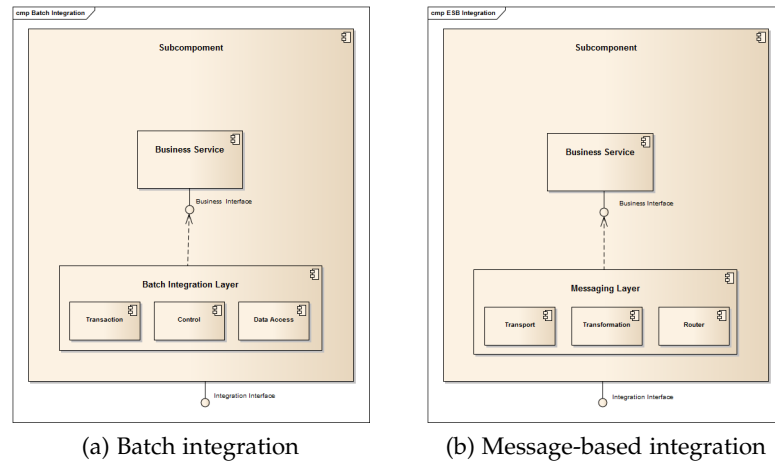 cmp Batch Integration
Subcompoment
Business Service
Business Interface
Batch Integration Layer
Transaction
Control
Data Access
Integration Interface
(a) Batch integration
cmp ESB Integration
Subcomponent
Business Service
Business Interface
Messaging Layer
Transport
Transformation
Router
Integration Interface
(b) Message-based integration